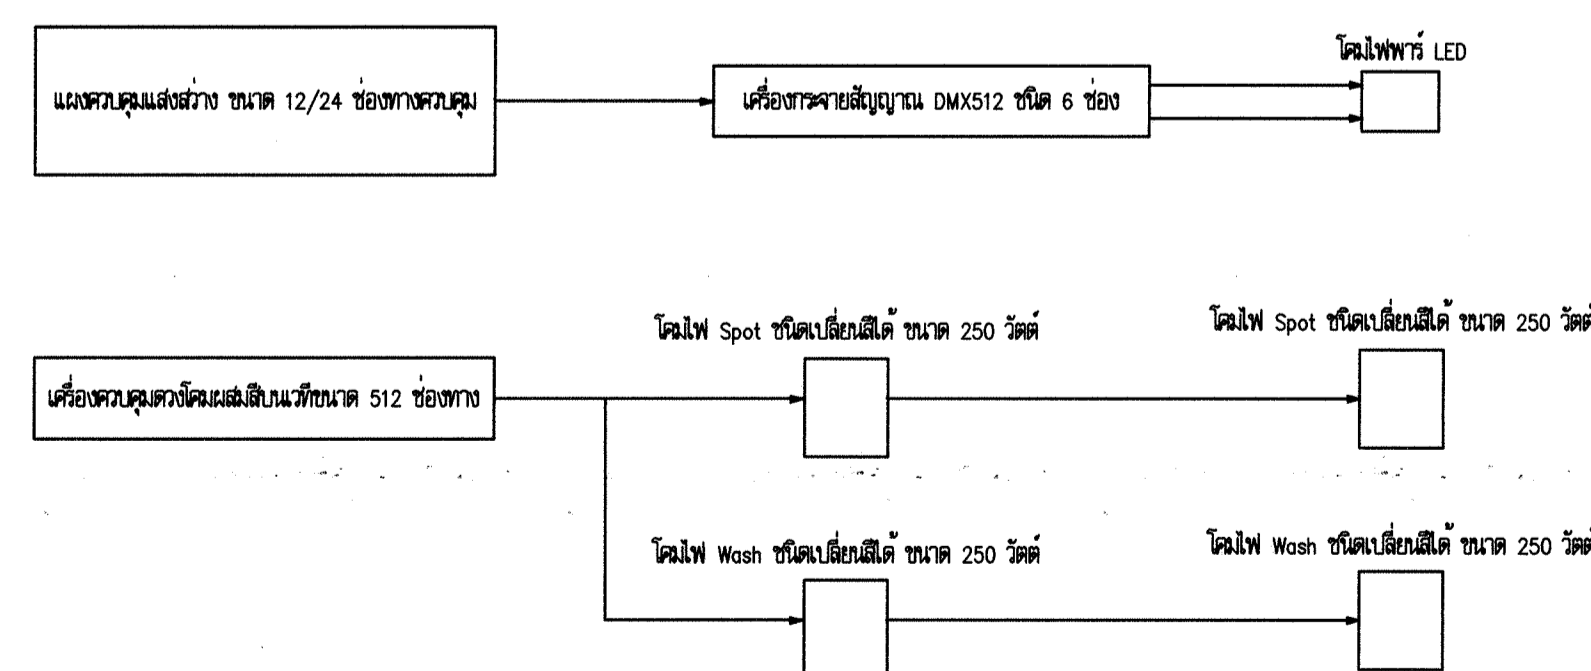 โคมไฟพาร์ LED
แผงควบคุมแสงสว่าง ขนาด 12/24 ช่องทางควบคุม
เครื่องกระจายสัญญาณ DMX512 ชนิด 6 ช่อง
โคมไฟ Spot ชนิดเปลี่ยนสีได้ ขนาด 250 วัตต์
โคมไฟ Spot ชนิดเปลี่ยนสีได้ ขนาด 250 วัตต์
เครื่องควบคุมดวงโคมผสมสีบนเวทีขนาด 512 ช่องทาง
โคมไฟ Wash ชนิดเปลี่ยนสีได้ ขนาด 250 วัตต์
โคมไฟ Wash ชนิดเปลี่ยนสีได้ ขนาด 250 วัตต์